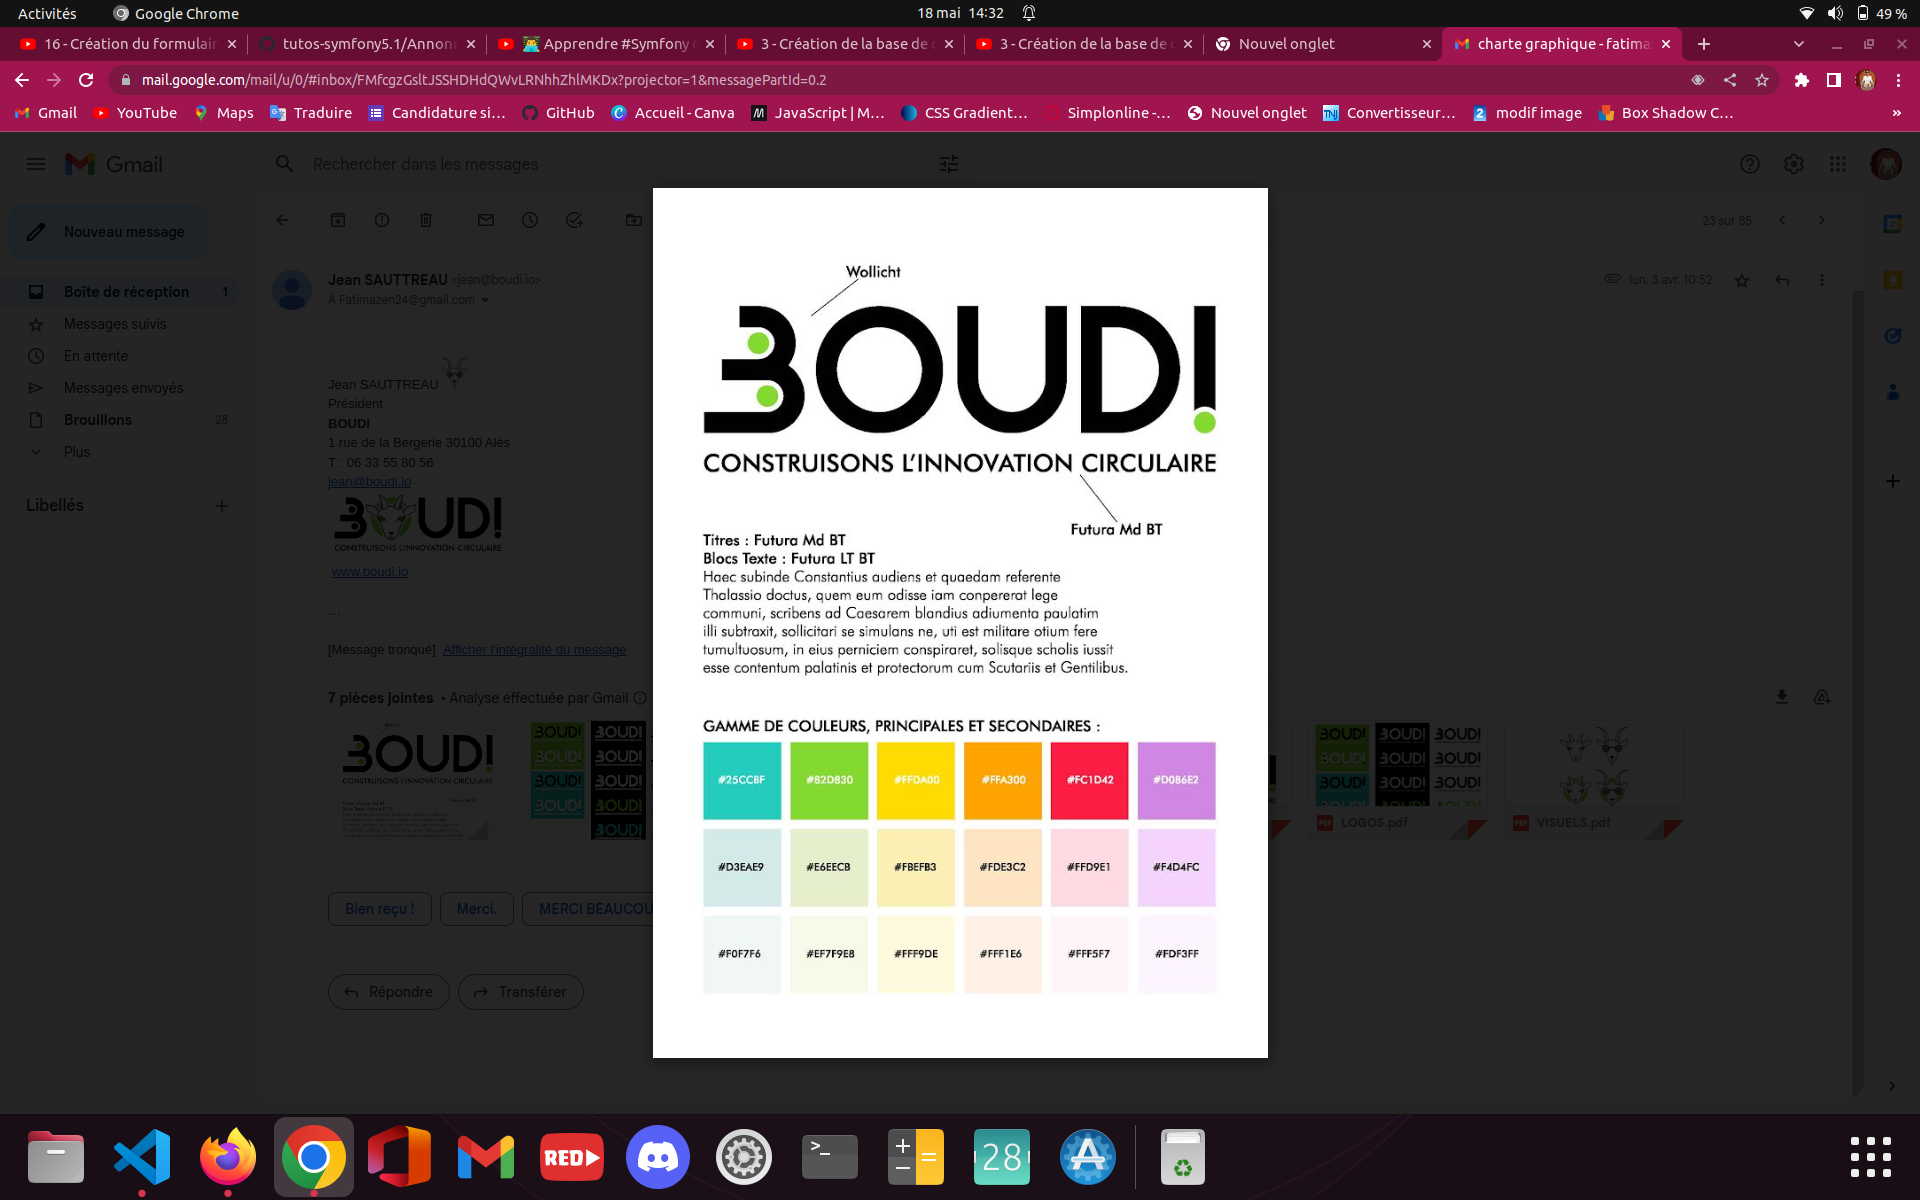 Activités
Google Chrome
18 mai 14:32
49 %
16 - Création du formulair
tutos-symfony5.1/Annonc
Apprendre #Symfony
3 - Création de la base de
3 - Création de la base de
Nouvel onglet
charte graphique - fatima
mail.google.com/mail/u/0/#inbox/FMfcgzGsltJSSHDHdQWvLRNhhZhlMKDx?projector=1&messagePartId=0.2
Gmail
YouTube
Maps
Traduire
Candidature si...
GitHub
Accueil - Canva
JavaScript | M...
CSS Gradient...
Simplonline -...
Nouvel onglet
TNJ
Convertisseur...
2
modif image
Box Shadow C...
»
Gmail
Rechercher dans les messages
Nouveau message
23 sur 85
Boîte de réception 1
Messages suivis
En attente
Messages envoyés
Brouillons 28
Plus
Libellés
Jean SAUTTREAU <jean@boudi.io>
À Fatimazen24@gmail.com
lun. 3 avr. 10:52
Jean SAUTTREAU
Président
BOUDI
1 rue de la Bergerie 30100 Alès
T : 06 33 55 80 56
jean@boudi.io
BOUD!
CONSTRUISONS L'INNOVATION CIRCULAIRE
www.boudi.io
...
[Message tronqué] Afficher l'intégralité du message
7 pièces jointes • Analyse effectuée par Gmail
BOUD!
CONSTRUISONS L'INNOVATION CIRCULAIRE
PDF LOGOS.pdf
PDF VISUELS.pdf
Bien reçu !
Merci.
MERCI BEAUCOU
Répondre
Transférer
Wollicht
BOUD!
CONSTRUISONS L'INNOVATION CIRCULAIRE
Futura Md BT
Titres : Futura Md BT
Blocs Texte : Futura LT BT
Haec subinde Constantius audiens et quaedam referente
Thalassio doctus, quem eum odisse iam conpererat lege
communi, scribens ad Caesarem blandius adiumenta paulatim
illi subtraxit, sollicitari se simulans ne, uti est militare otium fere
tumultuosum, in eius perniciem conspiraret, solisque scholis iussit
esse contentum palatinis et protectorum cum Scutariis et Gentilibus.
GAMME DE COULEURS, PRINCIPALES ET SECONDAIRES :
#25CCBF #82D830 #FFDA00 #FFA300 #FC1D42 #D086E2
#D3EAE9 #E6EECB #FBEFB3 #FDE3C2 #FFD9E1 #F4D4FC
#F0F7F6 #EF7F9E8 #FFF9DE #FFF1E6 #FFF5F7 #FDF3FF
RED
>_
28